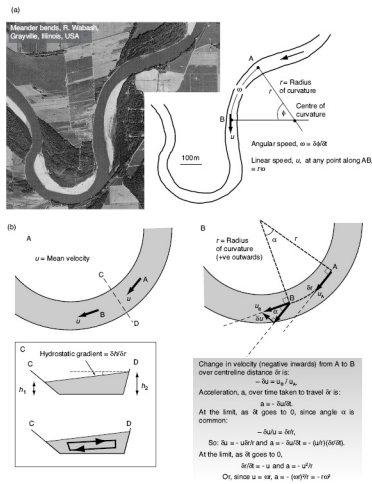 (a)
Meander bends, R. Wabash,
Grayville, Illinois, USA
A
r = Radius
of curvature
r
ω
Centre of
curvature
B
ϕ
u
100m
Angular speed, ω = δϕ/δt
Linear speed, u, at any point along AB,
= rω
(b)
A
u = Mean velocity
C
A
u
B
u
D
B
r = Radius
of curvature
(+ve outwards)
α
r
A
δr
u_A
B
u_B
δu
α
C
Hydrostatic gradient = δh/δr
C
D
h₁
h₂
C
D
Change in velocity (negative inwards) from A to B
over centreline distance δr is:
− δu = u_B / u_A.
Acceleration, a, over time taken to travel δr is:
a = - δu/δt.
At the limit, as δt goes to 0, since angle α is
common:
− δu/u = δr/r,
So: δu = − uδr/r and a = - δu/δt = - (u/r)(δr/δt).
At the limit, as δt goes to 0,
δr/δt = - u and a = - u²/r
Or, since u = ωr, a = - (ωr)²/r = - rω²